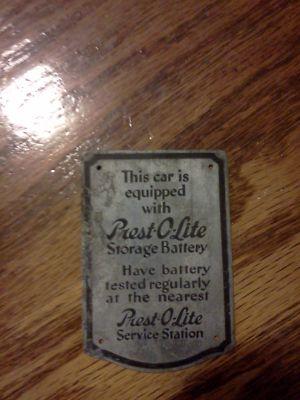 This car is
equipped
with
Prest-O-Lite
Storage Battery
Have battery
tested regularly
at the nearest
Prest-O-Lite
Service Station